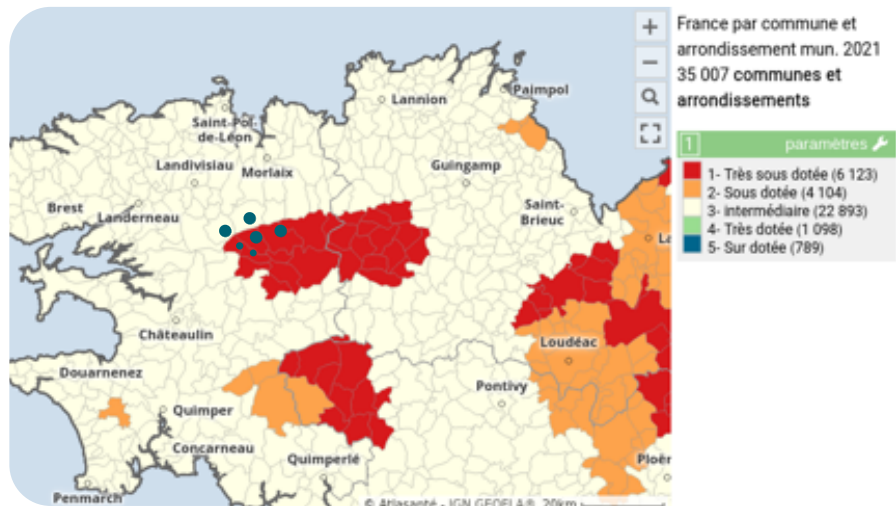 France par commune et
arrondissement mun. 2021
35 007 communes et
arrondissements
1 paramètres
1- Très sous dotée (6 123)
2- Sous dotée (4 104)
3- intermédiaire (22 893)
4- Très dotée (1 098)
5- Sur dotée (789)
+
−
Paimpol
Lannion
Saint-Pol-
de-Léon
Landivisiau
Morlaix
Guingamp
Brest
Landerneau
Saint-
Brieuc
La
Châteaulin
Loudéac
Douarnenez
Pontivy
Quimper
Concarneau
Quimperlé
Ploër
Penmarch
© Atlasanté - IGN GEOFLA® 20km